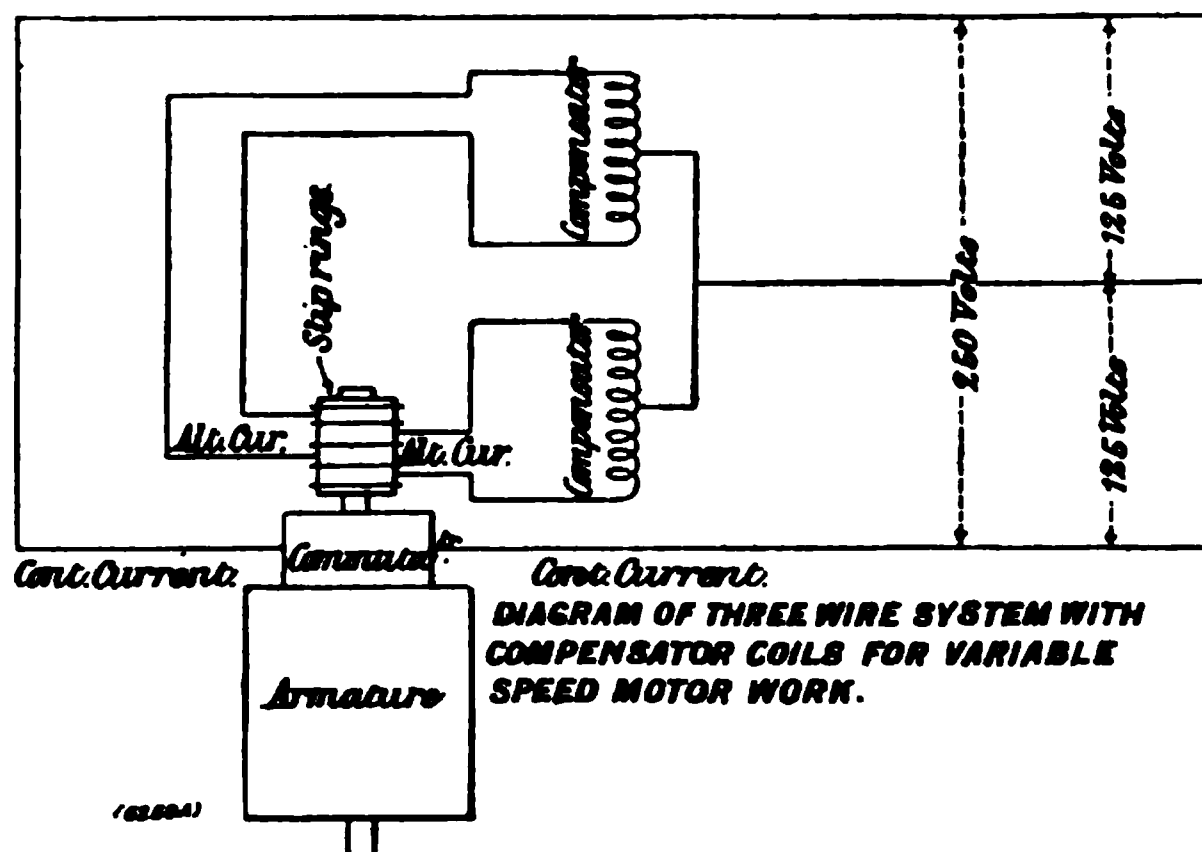 Compensator
Slip rings.
125 Volts
250 Volts
Compensator
125 Volts
Alt. Cur.
Alt. Cur.
Commutatr.
Cont. Current.
Cont. Current.
DIAGRAM OF THREE WIRE SYSTEM WITH
COMPENSATOR COILS FOR VARIABLE
SPEED MOTOR WORK.
Armature